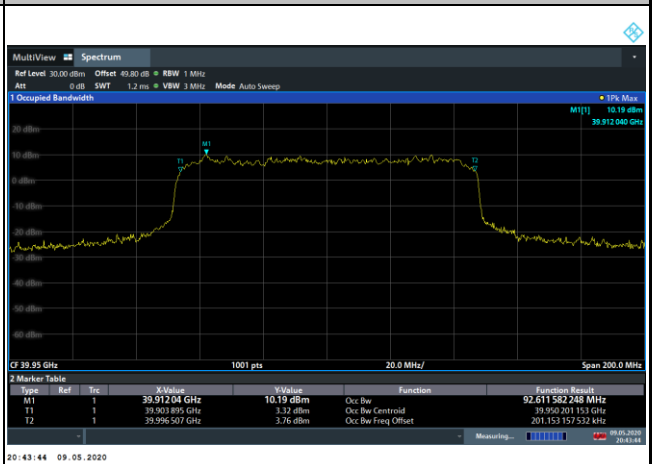 MultiView Spectrum
Ref Level 30.00 dBm Offset 49.80 dB RBW 1 MHz
Att 0 dB SWT 1.2 ms VBW 3 MHz Mode Auto Sweep
1 Occupied Bandwidth 1Pk Max
M1[1] 10.19 dBm
39.912 040 GHz
20 dBm
M1
10 dBm
T1 T2
0 dBm
-10 dBm
-20 dBm
-30 dBm
-40 dBm
-50 dBm
-60 dBm
CF 39.95 GHz 1001 pts 20.0 MHz/ Span 200.0 MHz
2 Marker Table
Type Ref Trc X-Value Y-Value Function Function Result
M1 1 39.912 04 GHz 10.19 dBm Occ Bw 92.611 582 248 MHz
T1 1 39.903 895 GHz 3.32 dBm Occ Bw Centroid 39.950 201 153 GHz
T2 1 39.996 507 GHz 3.76 dBm Occ Bw Freq Offset 201.153 157 532 kHz
Measuring... 09.05.2020
20:43:44
20:43:44 09.05.2020